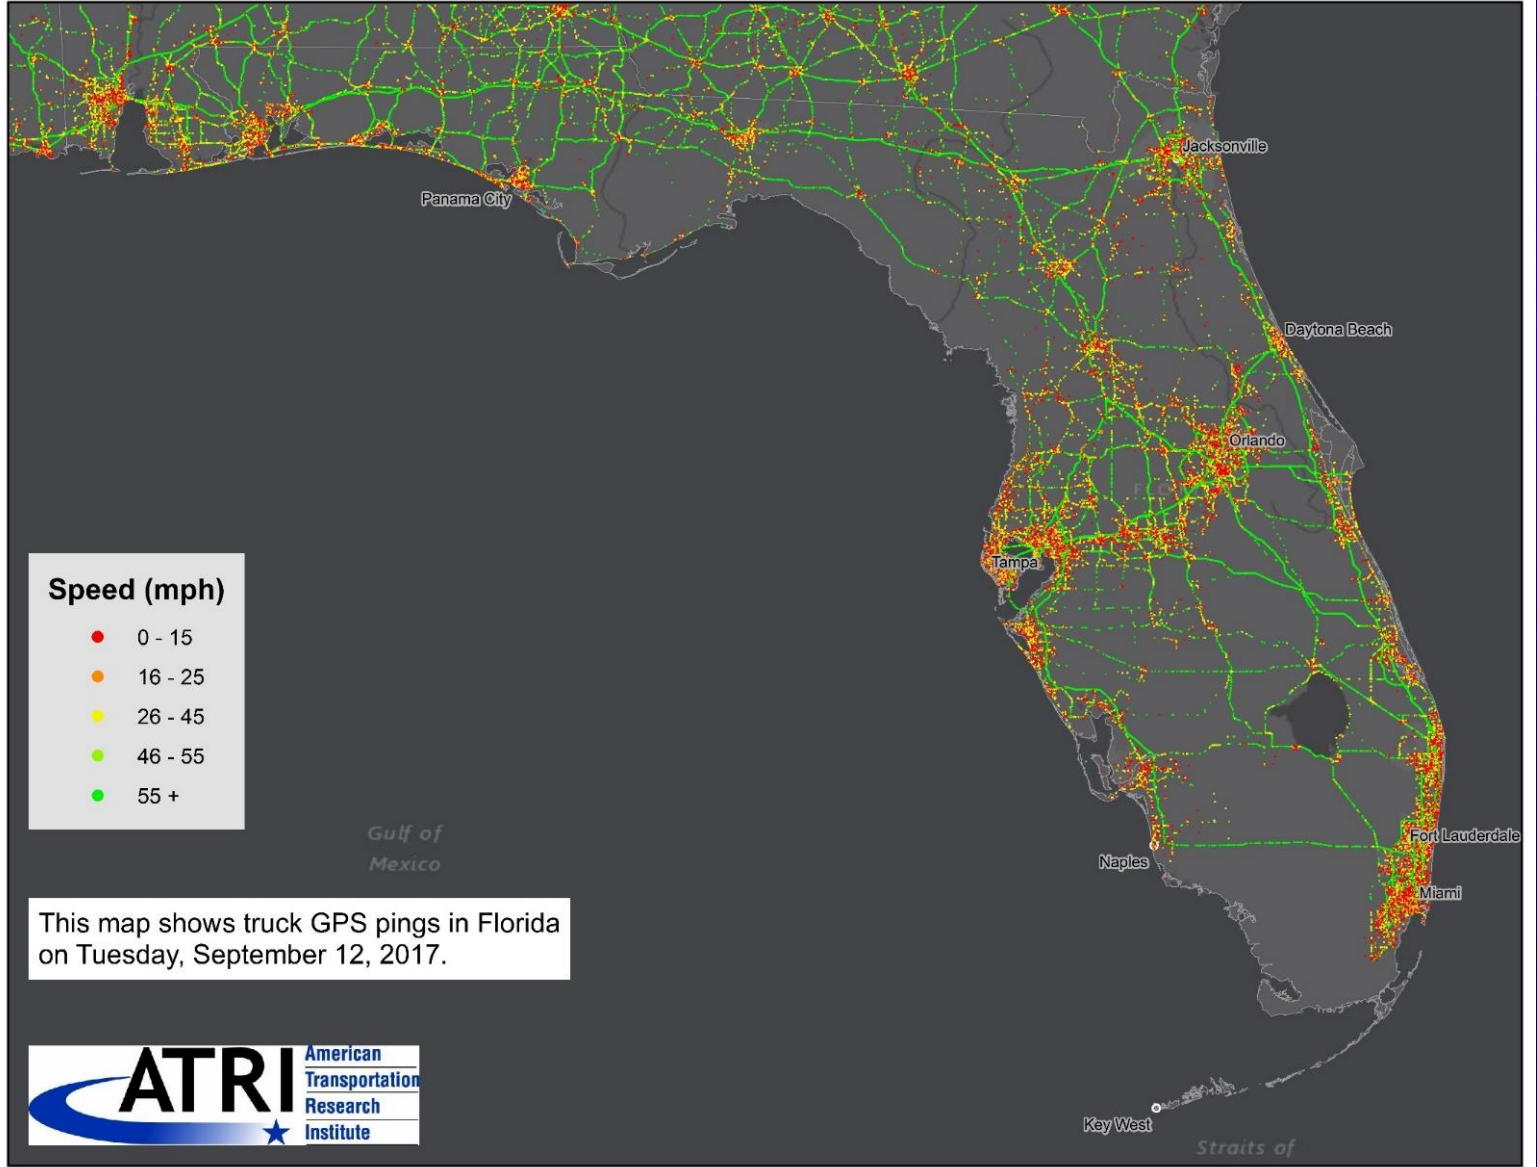 Jacksonville
Panama City
Daytona Beach
Orlando
Tampa
Speed (mph)
0 - 15
16 - 25
26 - 45
46 - 55
55 +
Gulf of
Mexico
Fort Lauderdale
Naples
Miami
This map shows truck GPS pings in Florida
on Tuesday, September 12, 2017.
ATRI
American
Transportation
Research
Institute
Key West
Straits of